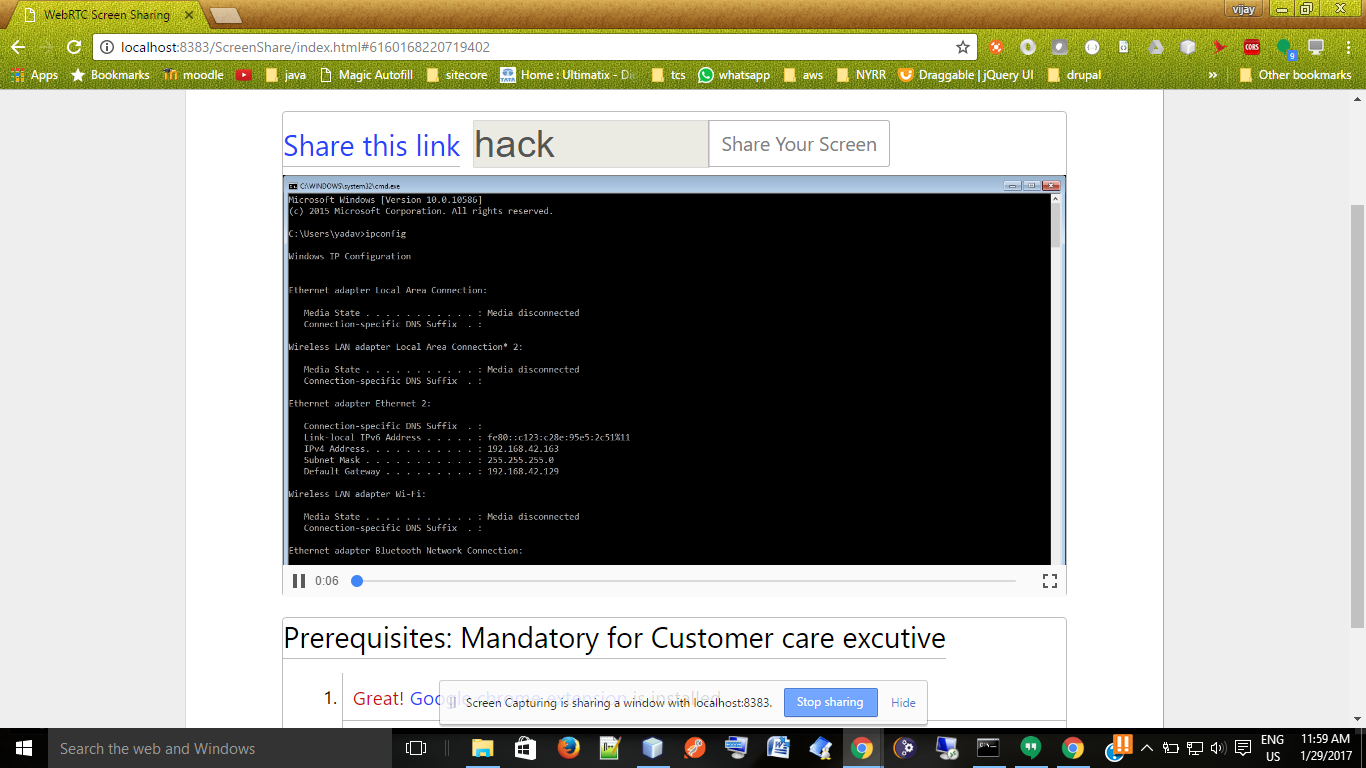 WebRTC Screen Sharing
vijay
localhost:8383/ScreenShare/index.html#6160168220719402
CORS
9
Apps Bookmarks moodle java Magic Autofill sitecore Home : Ultimatix - Di tcs whatsapp aws NYRR Draggable | jQuery UI drupal » Other bookmarks
Share this link hack Share Your Screen
C:\WINDOWS\system32\cmd.exe
Microsoft Windows [Version 10.0.10586]
(c) 2015 Microsoft Corporation. All rights reserved.
C:\Users\yadav>ipconfig
Windows IP Configuration
Ethernet adapter Local Area Connection:
Media State . . . . . . . . . . . : Media disconnected
Connection-specific DNS Suffix  . :
Wireless LAN adapter Local Area Connection* 2:
Media State . . . . . . . . . . . : Media disconnected
Connection-specific DNS Suffix  . :
Ethernet adapter Ethernet 2:
Connection-specific DNS Suffix  . :
Link-local IPv6 Address . . . . . : fe80::c123:c28e:95e5:2c51%11
IPv4 Address. . . . . . . . . . . : 192.168.42.163
Subnet Mask . . . . . . . . . . . : 255.255.255.0
Default Gateway . . . . . . . . . : 192.168.42.129
Wireless LAN adapter Wi-Fi:
Media State . . . . . . . . . . . : Media disconnected
Connection-specific DNS Suffix  . :
Ethernet adapter Bluetooth Network Connection:
0:06
Prerequisites: Mandatory for Customer care excutive
1. Great! Google chrome extension is installed
Screen Capturing is sharing a window with localhost:8383. Stop sharing Hide
Search the web and Windows
ENG
US
11:59 AM
1/29/2017